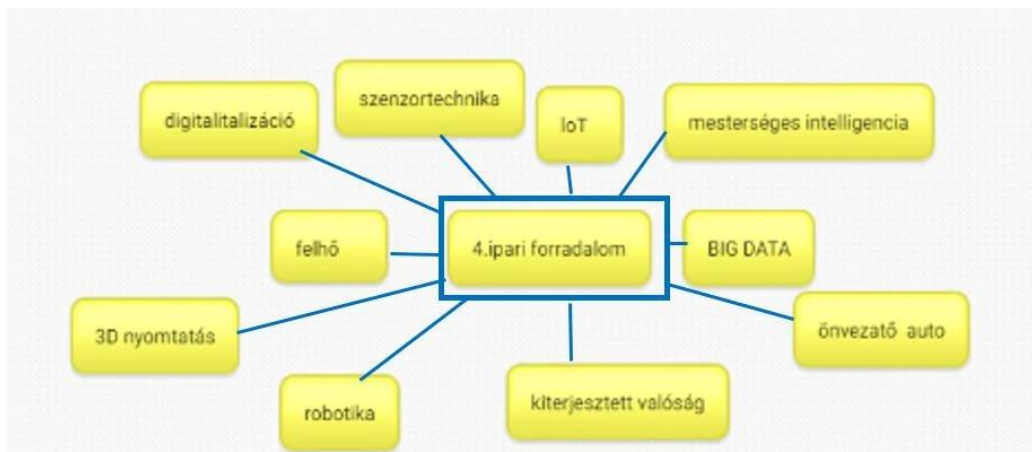 szenzortechnika
digitalitalizáció
IoT
mesterséges intelligencia
felhő
4.ipari forradalom
BIG DATA
3D nyomtatás
önvezató auto
robotika
kiterjesztett valóság